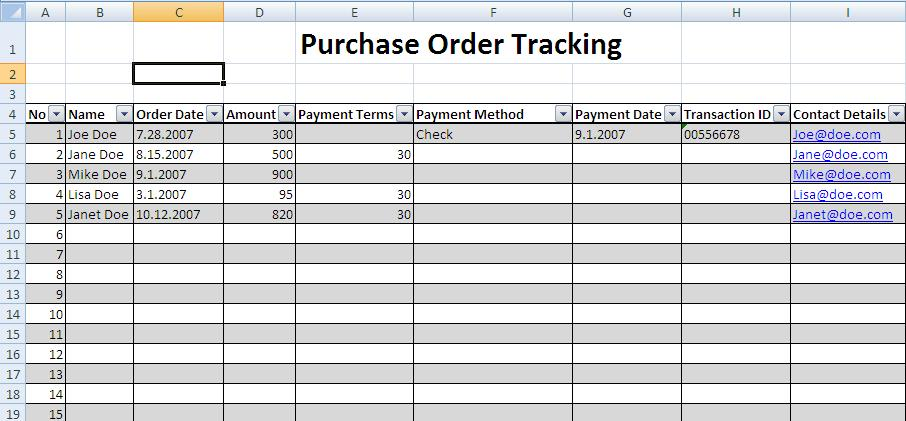 A B C D E F G H I
1 Purchase Order Tracking
2
3
4 No Name Order Date Amount Payment Terms Payment Method Payment Date Transaction ID Contact Details
5 1 Joe Doe 7.28.2007 300 Check 9.1.2007 00556678 Joe@doe.com
6 2 Jane Doe 8.15.2007 500 30 Jane@doe.com
7 3 Mike Doe 9.1.2007 900 Mike@doe.com
8 4 Lisa Doe 3.1.2007 95 30 Lisa@doe.com
9 5 Janet Doe 10.12.2007 820 30 Janet@doe.com
10 6
11 7
12 8
13 9
14 10
15 11
16 12
17 13
18 14
19 15